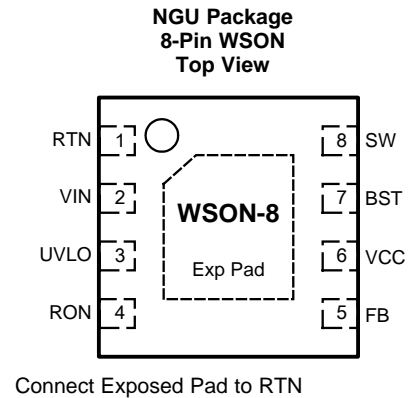 NGU Package
8-Pin WSON
Top View
RTN 1 8 SW
VIN 2 7 BST
WSON-8
UVLO 3 6 VCC
Exp Pad
RON 4 5 FB
Connect Exposed Pad to RTN